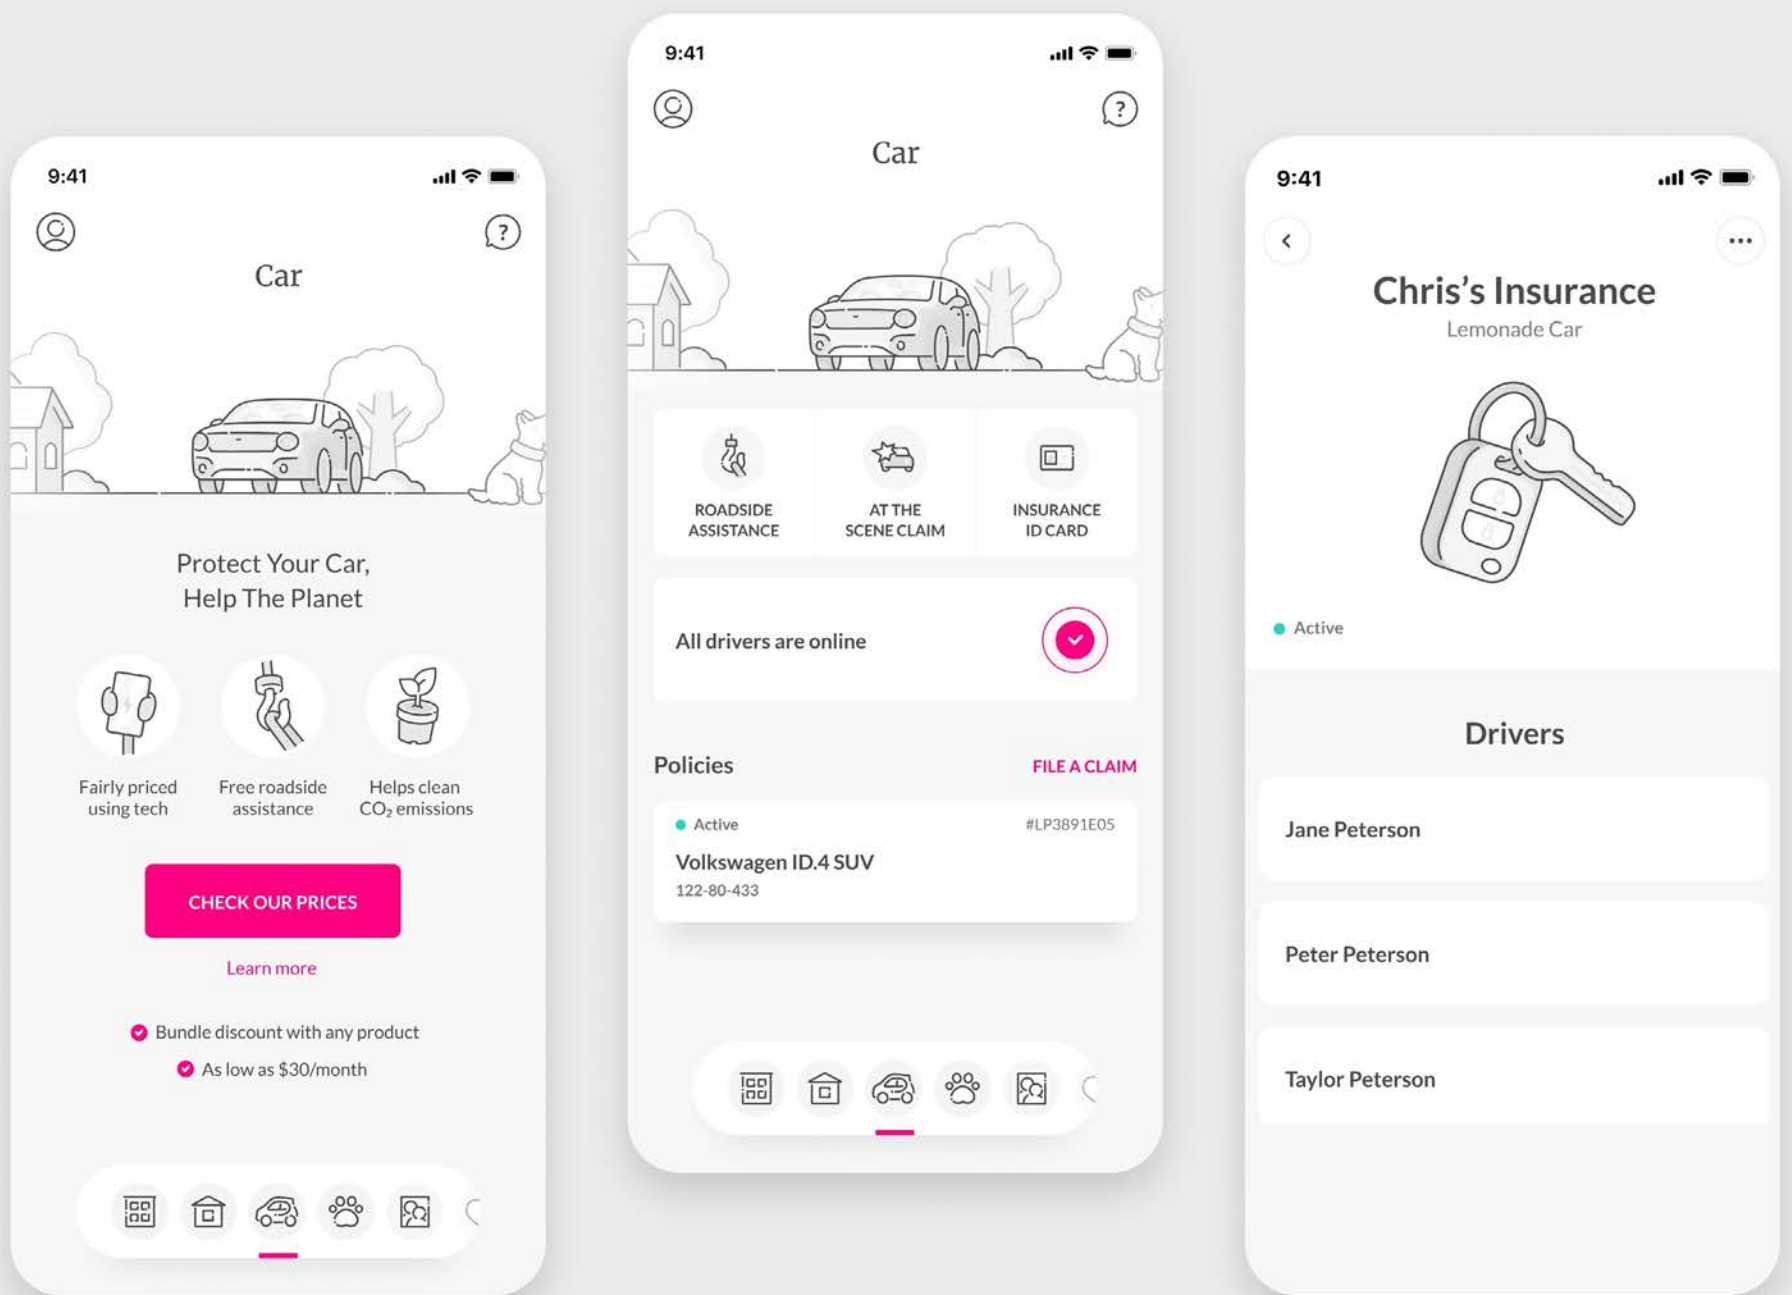 9:41
Car
Protect Your Car,
Help The Planet
Fairly priced
using tech
Free roadside
assistance
Helps clean
CO₂ emissions
CHECK OUR PRICES
Learn more
Bundle discount with any product
As low as $30/month
9:41
?
Car
ROADSIDE
ASSISTANCE
AT THE
SCENE CLAIM
INSURANCE
ID CARD
All drivers are online
Policies
FILE A CLAIM
Active
#LP3891E05
Volkswagen ID.4 SUV
122-80-433
9:41
Chris’s Insurance
Lemonade Car
Active
Drivers
Jane Peterson
Peter Peterson
Taylor Peterson